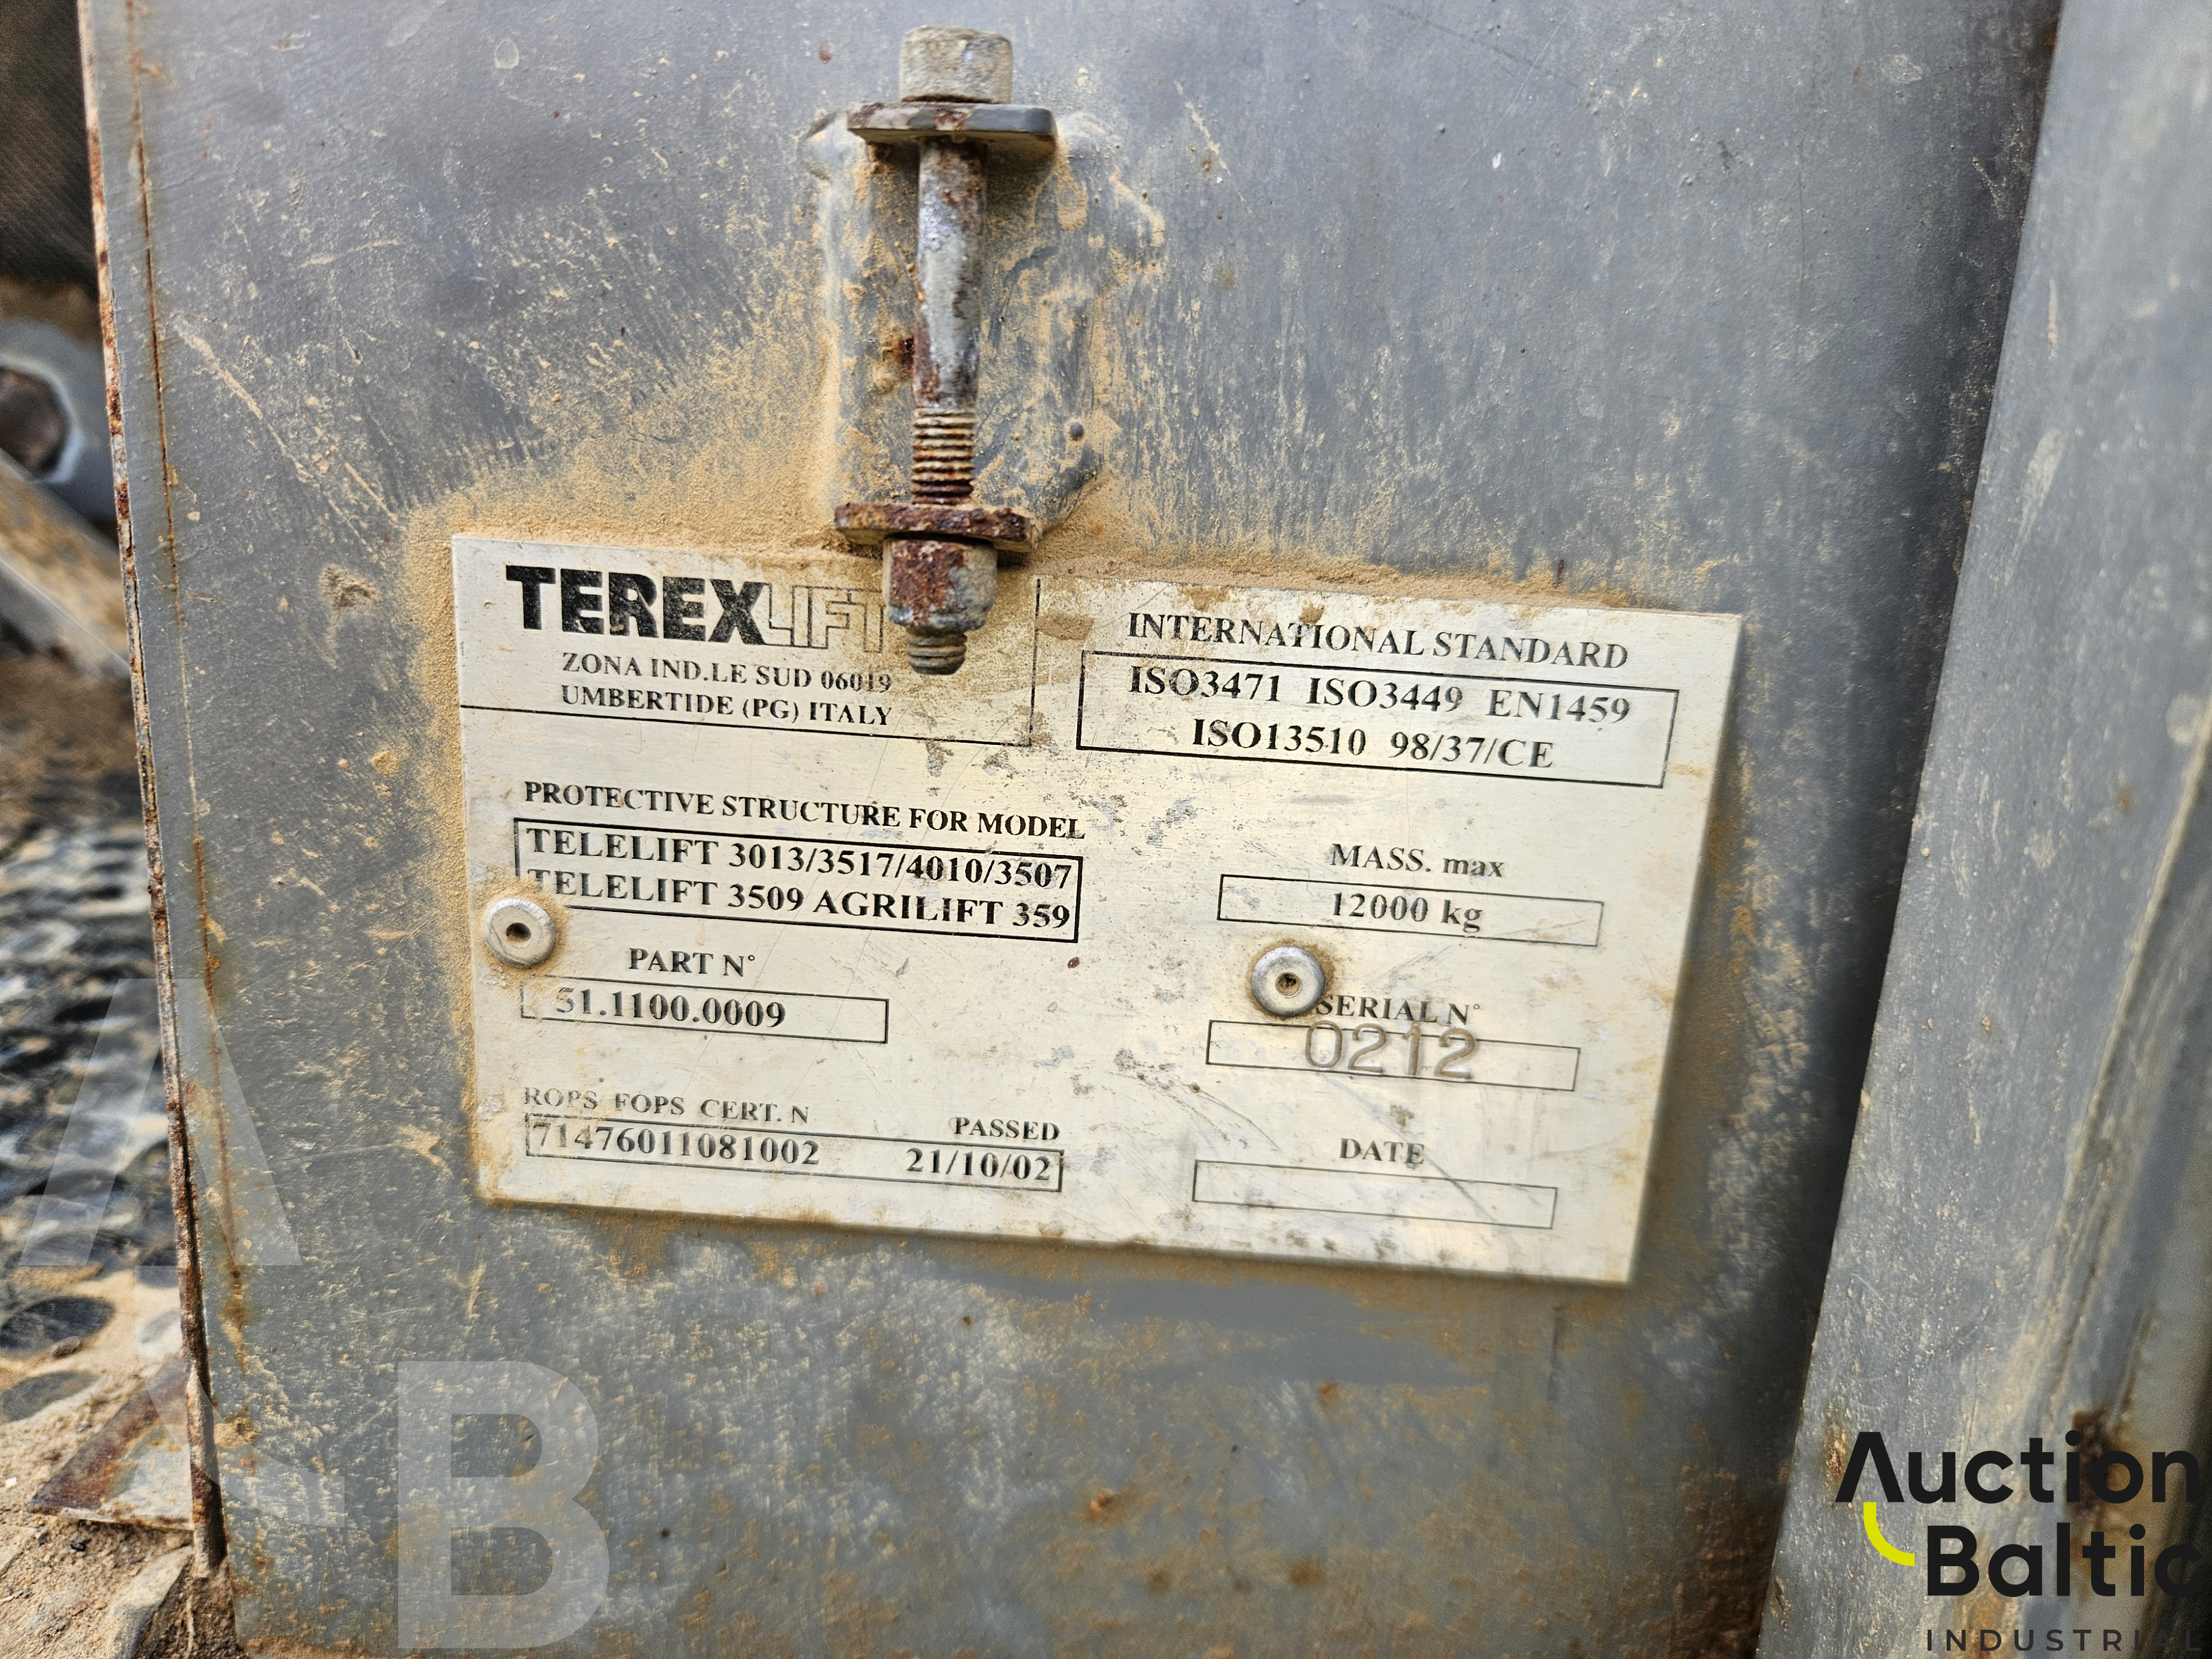 TEREXLIFT
ZONA IND.LE SUD 06019
UMBERTIDE (PG) ITALY
INTERNATIONAL STANDARD
ISO3471 ISO3449 EN1459
ISO13510 98/37/CE
PROTECTIVE STRUCTURE FOR MODEL
TELELIFT 3013/3517/4010/3507
TELELIFT 3509 AGRILIFT 359
MASS. max
12000 kg
PART N°
51.1100.0009
SERIAL N°
0212
ROPS FOPS CERT. N PASSED
71476011081002 21/10/02
DATE
AB
Auction
Baltic
INDUSTRIAL